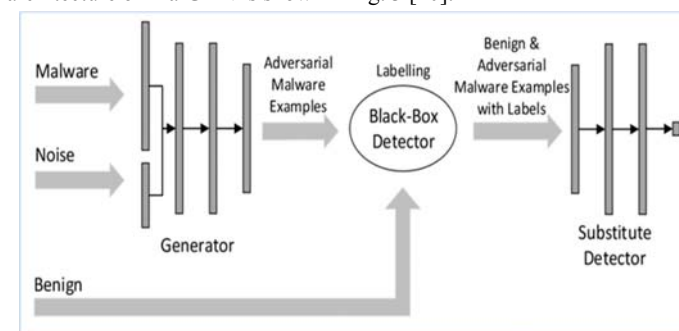 Malware
Noise
Benign
Generator
Adversarial
Malware
Examples
Labelling
Black-Box
Detector
Benign &
Adversarial
Malware Examples
with Labels
Substitute
Detector